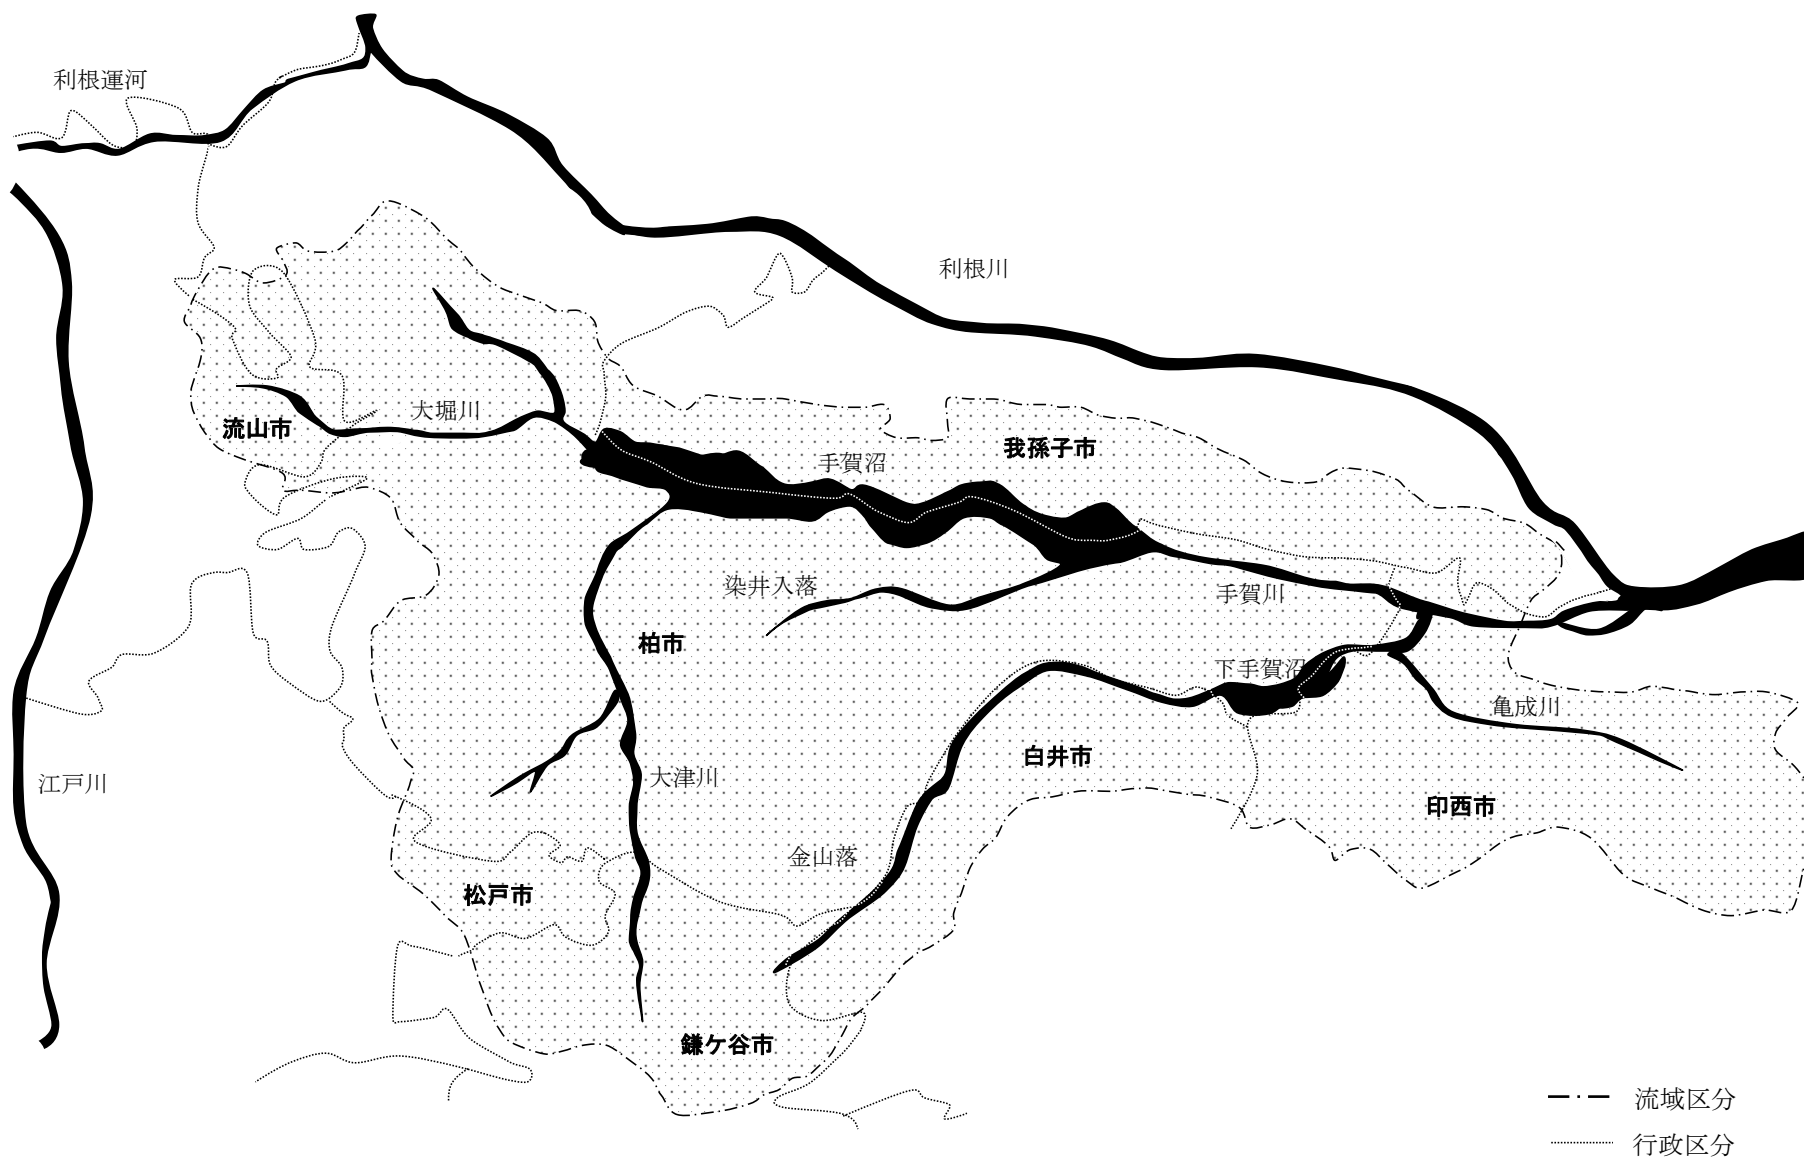 利根運河
利根川
大堀川
流山市
我孫子市
手賀沼
染井入落
手賀川
柏市
下手賀沼
亀成川
白井市
大津川
江戸川
印西市
金山落
松戸市
鎌ケ谷市
流域区分
行政区分